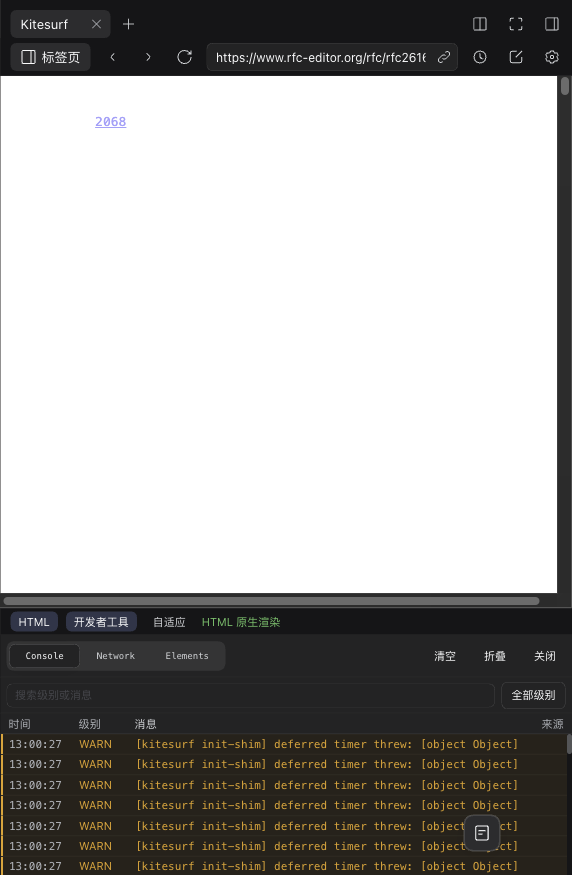 Kitesurf
标签页
https://www.rfc-editor.org/rfc/rfc2616
2068
HTML 开发者工具 自适应 HTML 原生渲染
Console Network Elements 清空 折叠 关闭
搜索级别或消息 全部级别
时间 级别 消息 来源
13:00:27 WARN [kitesurf init-shim] deferred timer threw: [object Object]
13:00:27 WARN [kitesurf init-shim] deferred timer threw: [object Object]
13:00:27 WARN [kitesurf init-shim] deferred timer threw: [object Object]
13:00:27 WARN [kitesurf init-shim] deferred timer threw: [object Object]
13:00:27 WARN [kitesurf init-shim] deferred timer threw: [object Object]
13:00:27 WARN [kitesurf init-shim] deferred timer threw: [object Object]
13:00:27 WARN [kitesurf init-shim] deferred timer threw: [object Object]